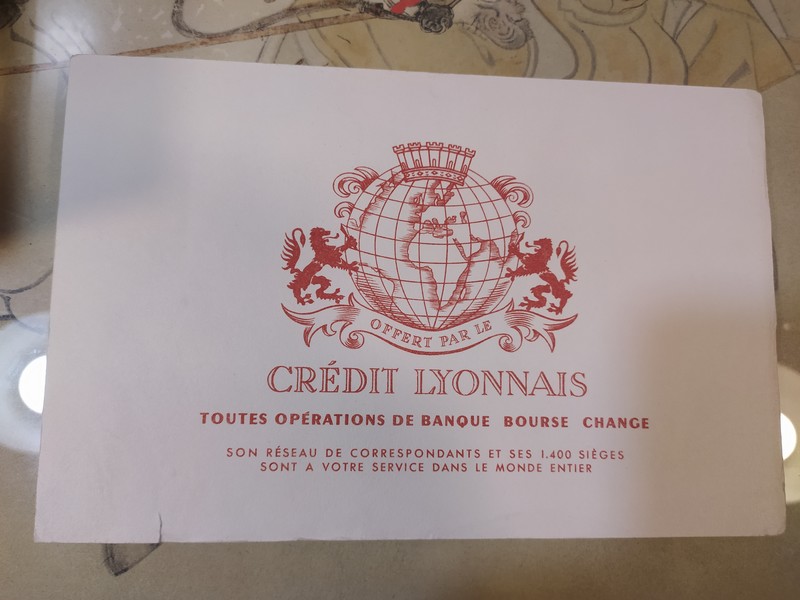 OFFERT PAR LE
CRÉDIT LYONNAIS
TOUTES OPÉRATIONS DE BANQUE BOURSE CHANGE
SON RÉSEAU DE CORRESPONDANTS ET SES 1.400 SIÈGES
SONT A VOTRE SERVICE DANS LE MONDE ENTIER